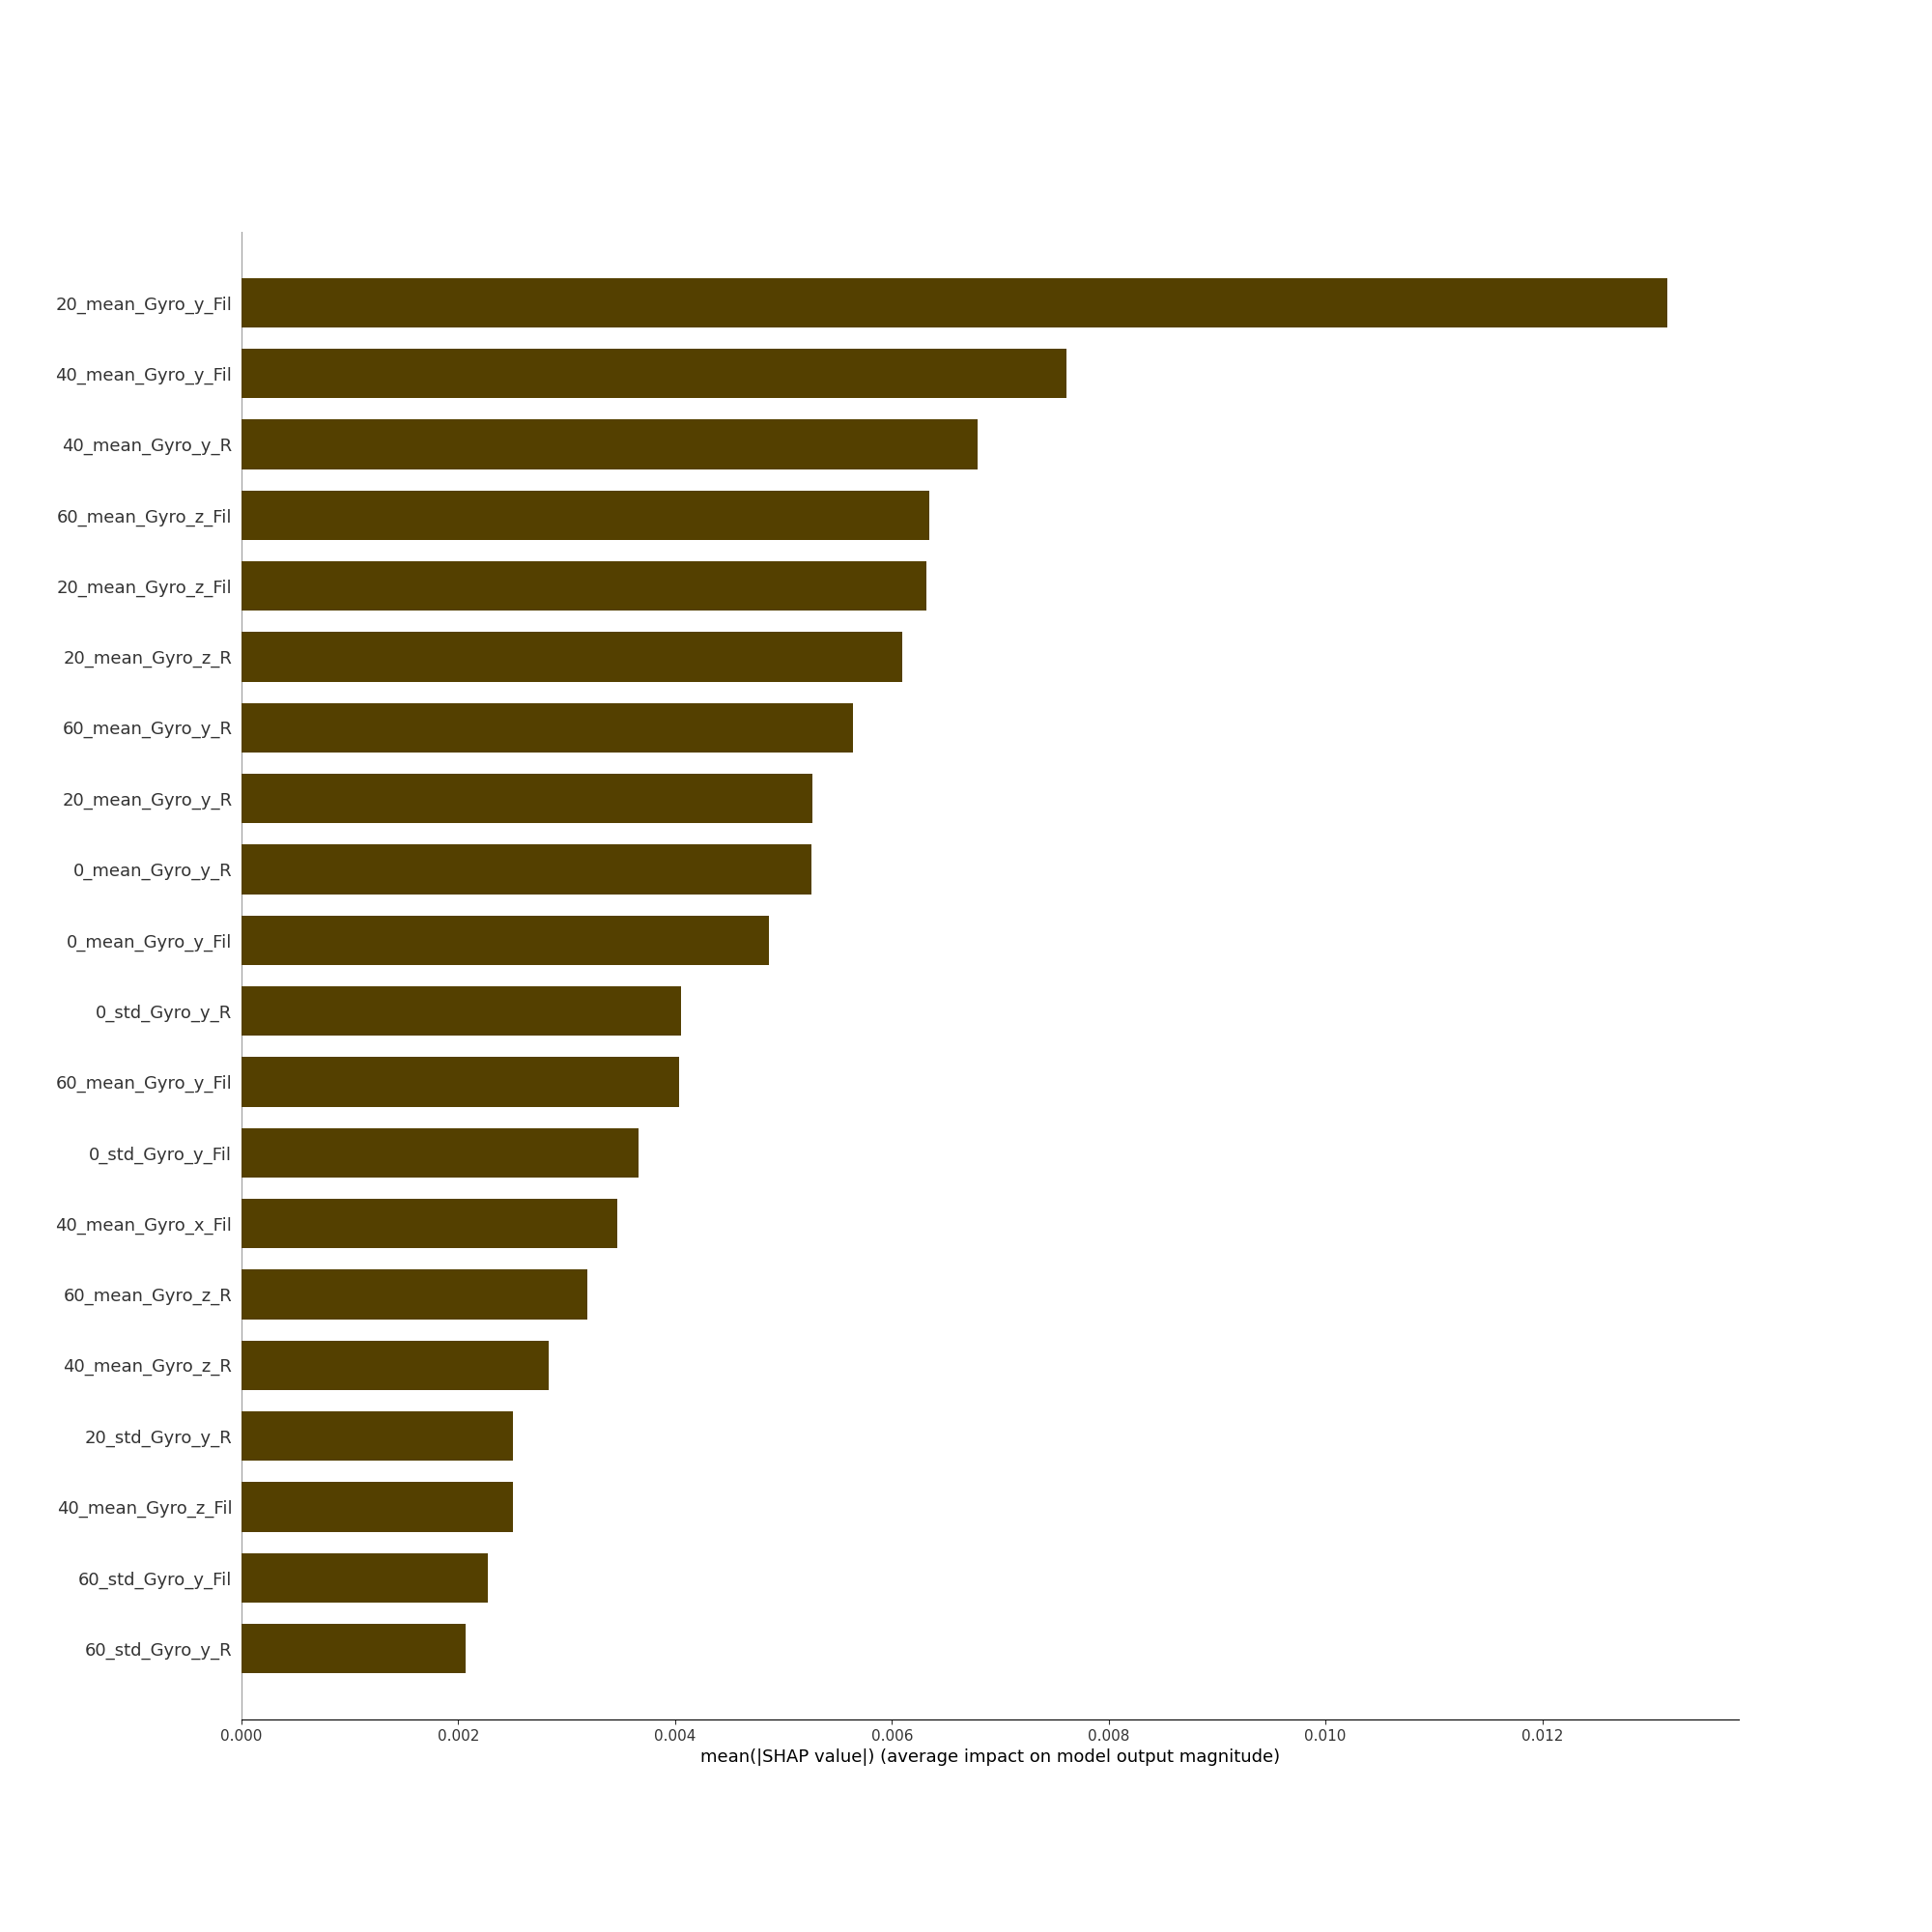 20_mean_Gyro_y_Fil
40_mean_Gyro_y_Fil
40_mean_Gyro_y_R
60_mean_Gyro_z_Fil
20_mean_Gyro_z_Fil
20_mean_Gyro_z_R
60_mean_Gyro_y_R
20_mean_Gyro_y_R
0_mean_Gyro_y_R
0_mean_Gyro_y_Fil
0_std_Gyro_y_R
60_mean_Gyro_y_Fil
0_std_Gyro_y_Fil
40_mean_Gyro_x_Fil
60_mean_Gyro_z_R
40_mean_Gyro_z_R
20_std_Gyro_y_R
40_mean_Gyro_z_Fil
60_std_Gyro_y_Fil
60_std_Gyro_y_R
0.000 0.002 0.004 0.006 0.008 0.010 0.012
mean(|SHAP value|) (average impact on model output magnitude)